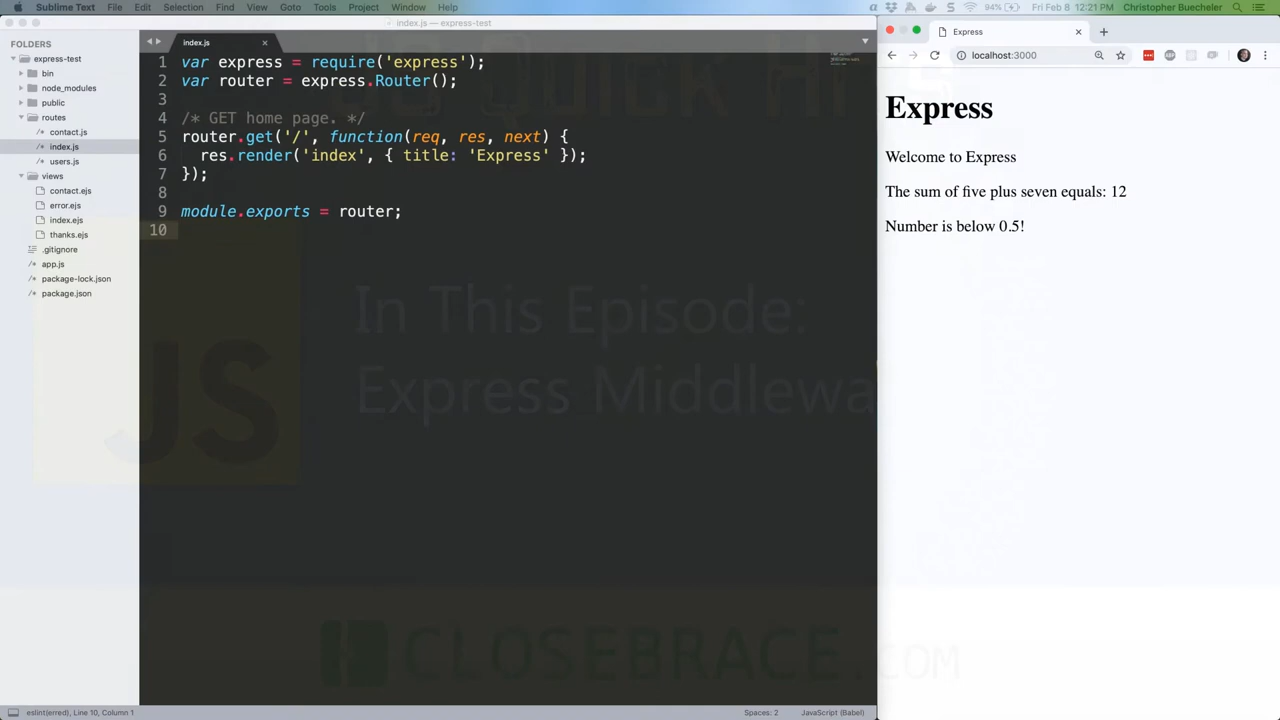 Sublime Text File Edit Selection Find View Goto Tools Project Window Help 94% Fri Feb 8 12:21 PM Christopher Buecheler
index.js — express-test
FOLDERS
express-test
bin
node_modules
public
routes
contact.js
index.js
users.js
views
contact.ejs
error.ejs
index.ejs
thanks.ejs
.gitignore
app.js
package-lock.json
package.json
index.js
1 var express = require('express');
2 var router = express.Router();
3
4 /* GET home page. */
5 router.get('/', function(req, res, next) {
6 res.render('index', { title: 'Express' });
7 });
8
9 module.exports = router;
10
In This Episode:
Express Middlewa
JS
CLOSEBRACE.COM
eslint(erred), Line 10, Column 1 Spaces: 2 JavaScript (Babel)
Express
localhost:3000
Express
Welcome to Express
The sum of five plus seven equals: 12
Number is below 0.5!